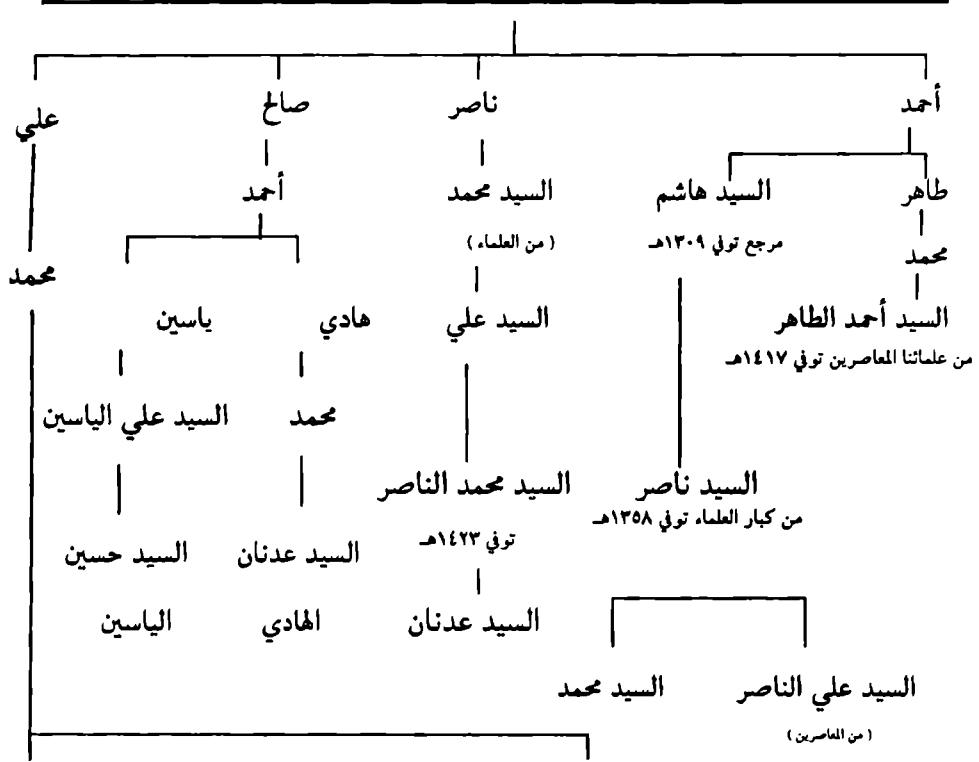 أحمد ناصر صالح علي
طاهر السيد هاشم السيد محمد أحمد
مرجع توفي ١٣٠٩هـ ( من العلماء )
محمد محمد
السيد أحمد الطاهر السيد علي هادي ياسين
من علمائنا المعاصرين توفي ١٤١٧هـ
محمد السيد علي الياسين
السيد ناصر السيد محمد الناصر
من كبار العلماء توفي ١٣٥٨هـ
توفي ١٤٢٣هـ السيد عدنان السيد حسين
السيد عدنان الهادي الياسين
السيد علي الناصر السيد محمد
( من المعاصرين )